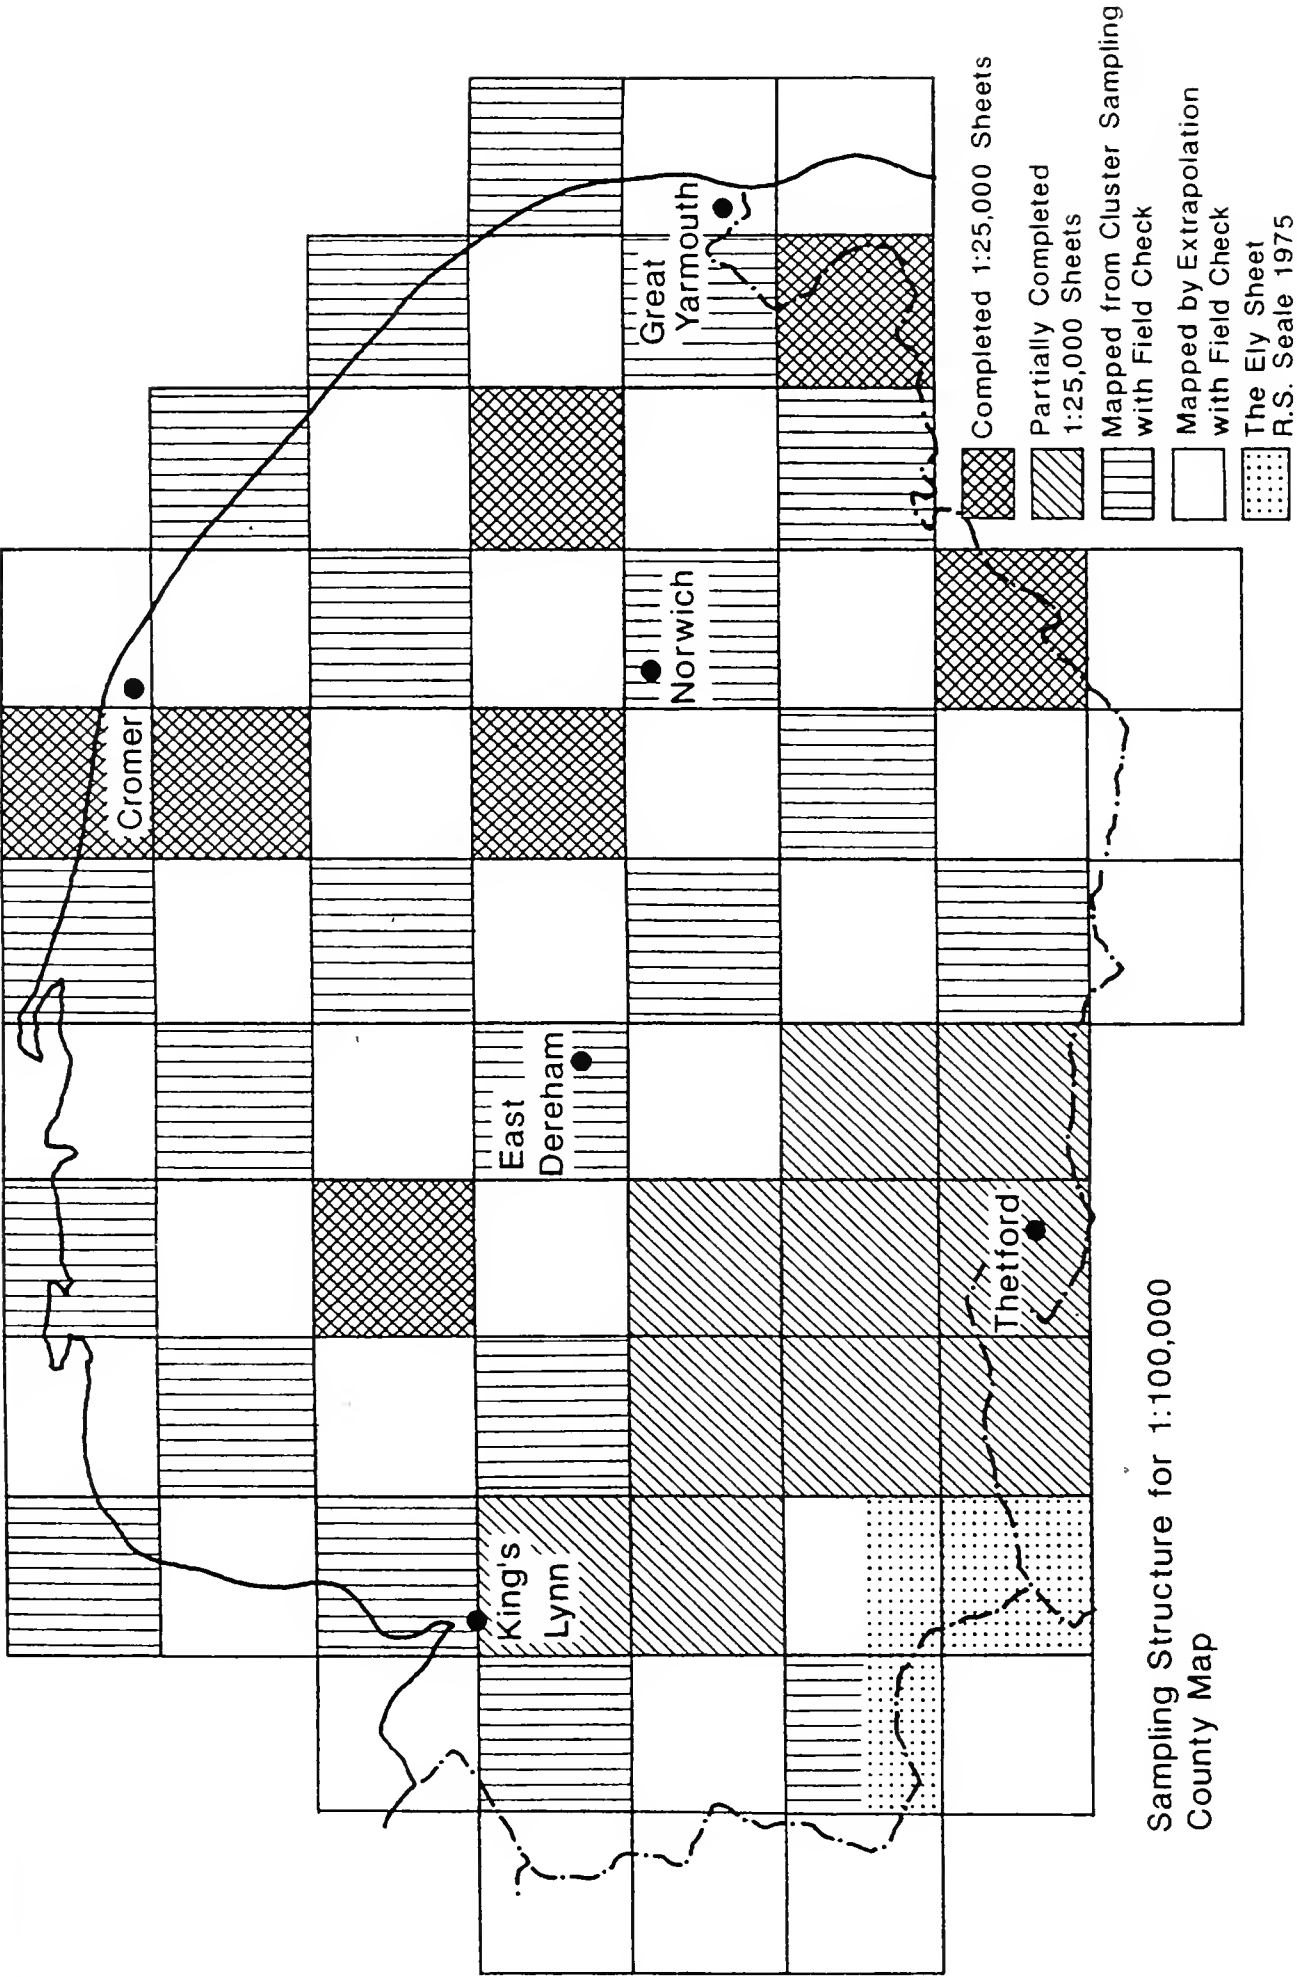 Cromer
Great
Yarmouth
Norwich
East
Dereham
King's
Lynn
Thetford
Completed 1:25,000 Sheets
Partially Completed
1:25,000 Sheets
Mapped from Cluster Sampling
with Field Check
Mapped by Extrapolation
with Field Check
The Ely Sheet
R.S. Seale 1975
Sampling Structure for 1:100,000
County Map